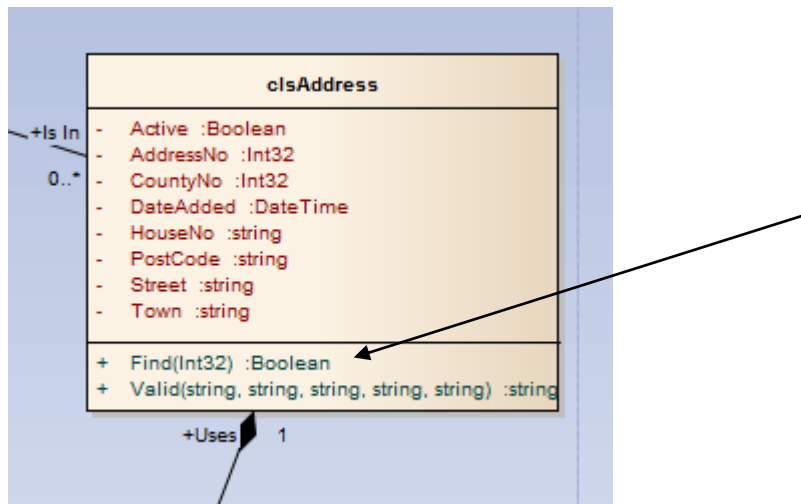 clsAddress
+Is In
0..*
- Active :Boolean
- AddressNo :Int32
- CountyNo :Int32
- DateAdded :DateTime
- HouseNo :string
- PostCode :string
- Street :string
- Town :string
+ Find(Int32) :Boolean
+ Valid(string, string, string, string, string) :string
+Uses 1